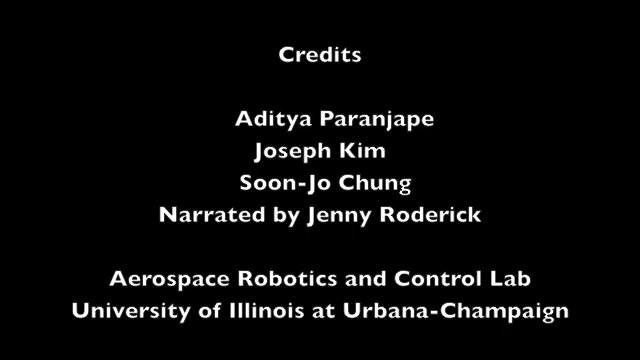 Credits
Aditya Paranjape
Joseph Kim
Soon-Jo Chung
Narrated by Jenny Roderick
Aerospace Robotics and Control Lab
University of Illinois at Urbana-Champaign